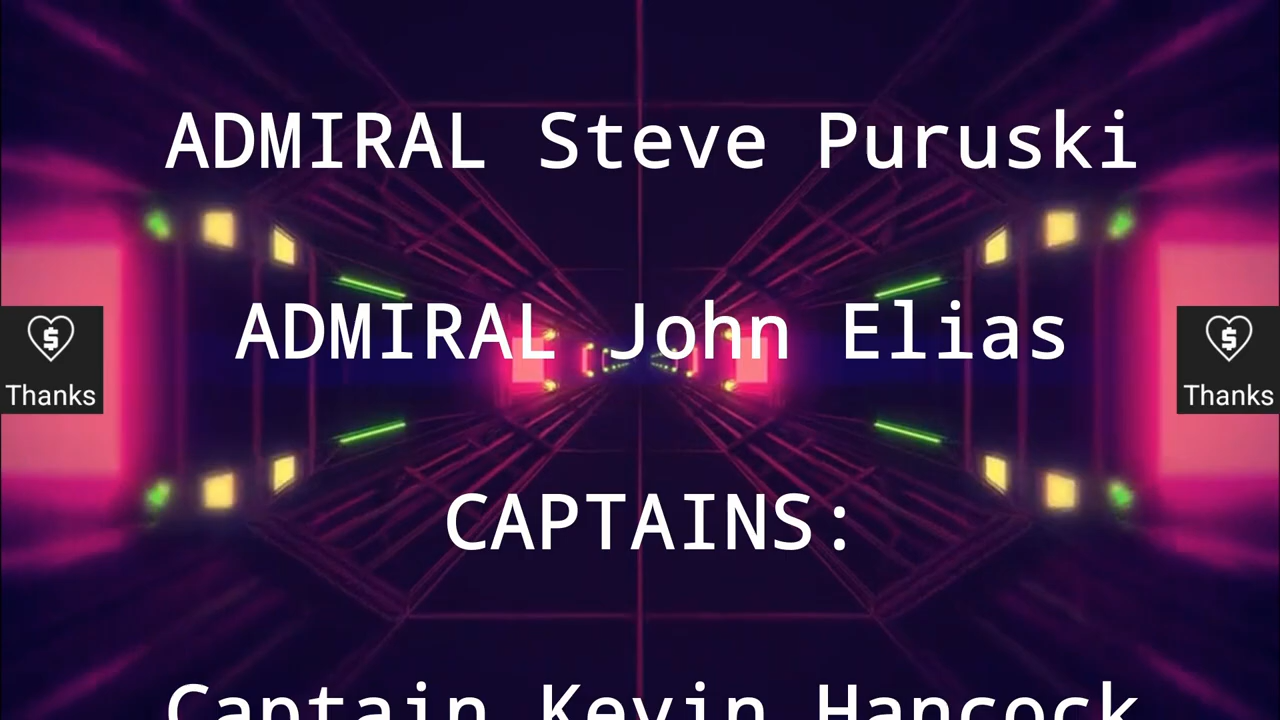 ADMIRAL Steve Puruski
ADMIRAL John Elias
$ Thanks
$ Thanks
CAPTAINS:
Captain Kevin Hancock